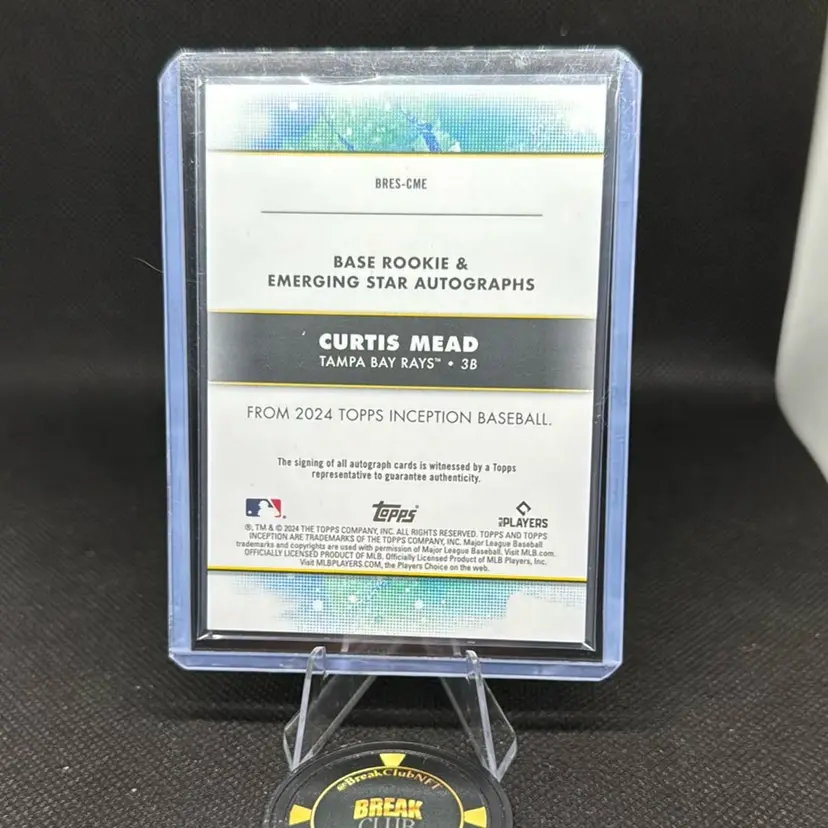 BRES-CME
BASE ROOKIE &
EMERGING STAR AUTOGRAPHS
CURTIS MEAD
TAMPA BAY RAYS™ • 3B
FROM 2024 TOPPS INCEPTION BASEBALL.
The signing of all autograph cards is witnessed by a Topps
representative to guarantee authenticity.
Topps
MLB PLAYERS
®, TM & © 2024 THE TOPPS COMPANY, INC. ALL RIGHTS RESERVED. TOPPS AND TOPPS
INCEPTION ARE TRADEMARKS OF THE TOPPS COMPANY, INC. Major League Baseball
trademarks and copyrights are used with permission of Major League Baseball. Visit MLB.com.
OFFICIALLY LICENSED PRODUCT OF MLB. Officially Licensed Product of MLB Players, Inc.
Visit MLBPLAYERS.COM, the Players Choice on the web.
@BreakClubNFT
BREAK
CLUB